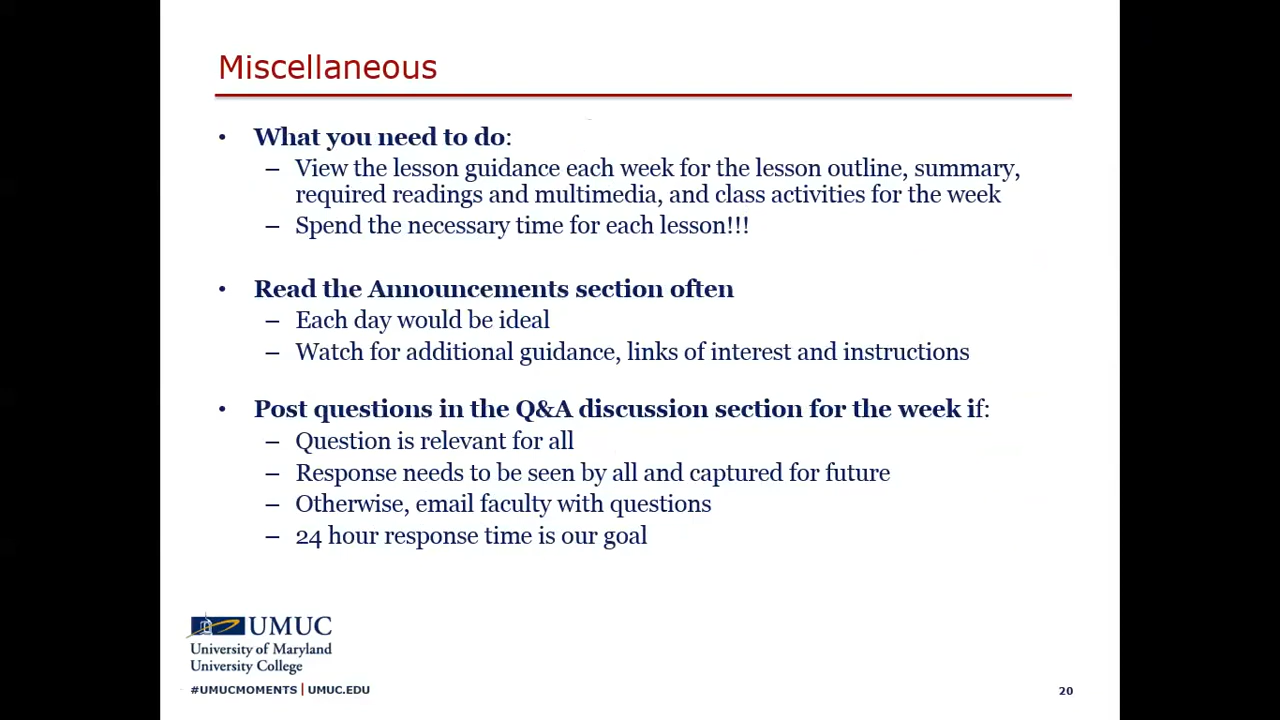 Miscellaneous
• What you need to do:
– View the lesson guidance each week for the lesson outline, summary,
required readings and multimedia, and class activities for the week
– Spend the necessary time for each lesson!!!
• Read the Announcements section often
– Each day would be ideal
– Watch for additional guidance, links of interest and instructions
• Post questions in the Q&A discussion section for the week if:
– Question is relevant for all
– Response needs to be seen by all and captured for future
– Otherwise, email faculty with questions
– 24 hour response time is our goal
UMUC
University of Maryland
University College
#UMUCMOMENTS | UMUC.EDU
20